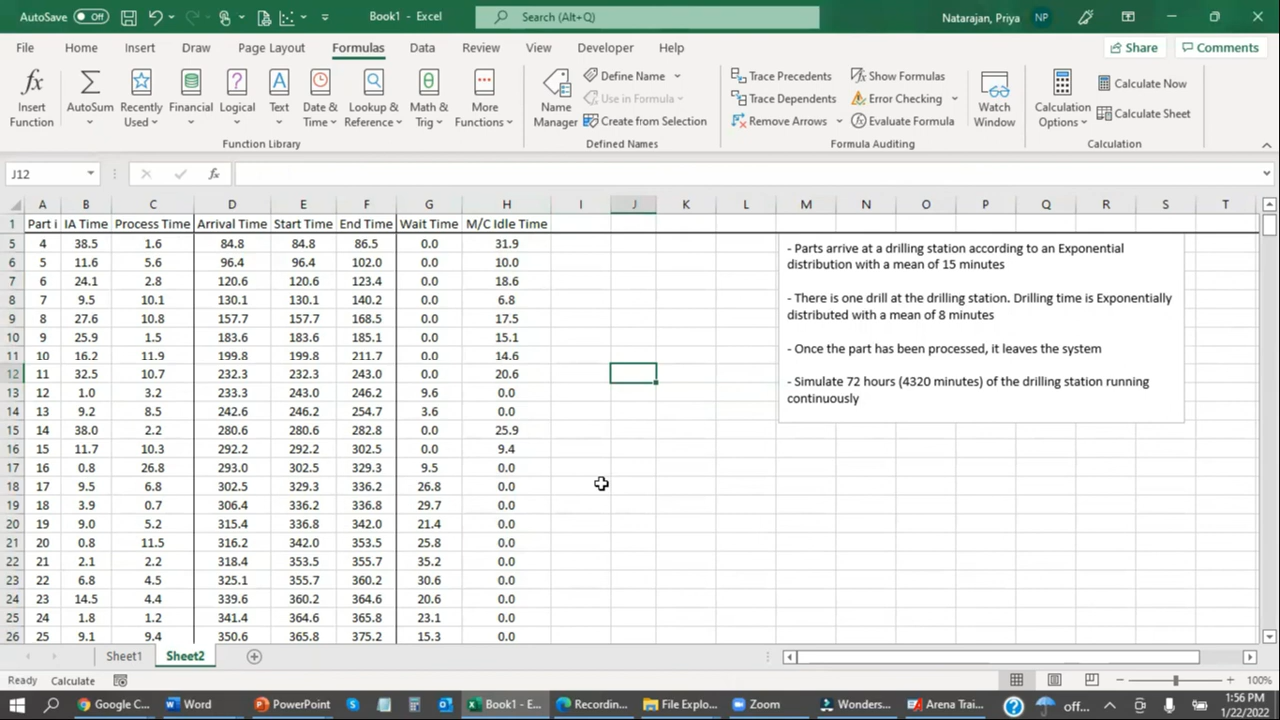 AutoSave Off Book1 - Excel Search (Alt+Q) Natarajan, Priya NP
File Home Insert Draw Page Layout Formulas Data Review View Developer Help Share Comments
Insert Function AutoSum Recently Used Financial Logical Text Date & Time Lookup & Reference Math & Trig More Functions Name Manager Define Name Use in Formula Create from Selection Trace Precedents Trace Dependents Remove Arrows Show Formulas Error Checking Evaluate Formula Watch Window Calculation Options Calculate Now Calculate Sheet
Function Library Defined Names Formula Auditing Calculation
J12 fx
A B C D E F G H I J K L M N O P Q R S T
1 Part i IA Time Process Time Arrival Time Start Time End Time Wait Time M/C Idle Time
5 4 38.5 1.6 84.8 84.8 86.5 0.0 31.9
6 5 11.6 5.6 96.4 96.4 102.0 0.0 10.0
7 6 24.1 2.8 120.6 120.6 123.4 0.0 18.6
8 7 9.5 10.1 130.1 130.1 140.2 0.0 6.8
9 8 27.6 10.8 157.7 157.7 168.5 0.0 17.5
10 9 25.9 1.5 183.6 183.6 185.1 0.0 15.1
11 10 16.2 11.9 199.8 199.8 211.7 0.0 14.6
12 11 32.5 10.7 232.3 232.3 243.0 0.0 20.6
13 12 1.0 3.2 233.3 243.0 246.2 9.6 0.0
14 13 9.2 8.5 242.6 246.2 254.7 3.6 0.0
15 14 38.0 2.2 280.6 280.6 282.8 0.0 25.9
16 15 11.7 10.3 292.2 292.2 302.5 0.0 9.4
17 16 0.8 26.8 293.0 302.5 329.3 9.5 0.0
18 17 9.5 6.8 302.5 329.3 336.2 26.8 0.0
19 18 3.9 0.7 306.4 336.2 336.8 29.7 0.0
20 19 9.0 5.2 315.4 336.8 342.0 21.4 0.0
21 20 0.8 11.5 316.2 342.0 353.5 25.8 0.0
22 21 2.1 2.2 318.4 353.5 355.7 35.2 0.0
23 22 6.8 4.5 325.1 355.7 360.2 30.6 0.0
24 23 14.5 4.4 339.6 360.2 364.6 20.6 0.0
25 24 1.8 1.2 341.4 364.6 365.8 23.1 0.0
26 25 9.1 9.4 350.6 365.8 375.2 15.3 0.0
- Parts arrive at a drilling station according to an Exponential
distribution with a mean of 15 minutes
- There is one drill at the drilling station. Drilling time is Exponentially
distributed with a mean of 8 minutes
- Once the part has been processed, it leaves the system
- Simulate 72 hours (4320 minutes) of the drilling station running
continuously
Sheet1 Sheet2
Ready Calculate 100%
Google C... Word PowerPoint Book1 - E... Recordin... File Explo... Zoom Wonders... Arena Trai... off... 1:56 PM
1/22/2022